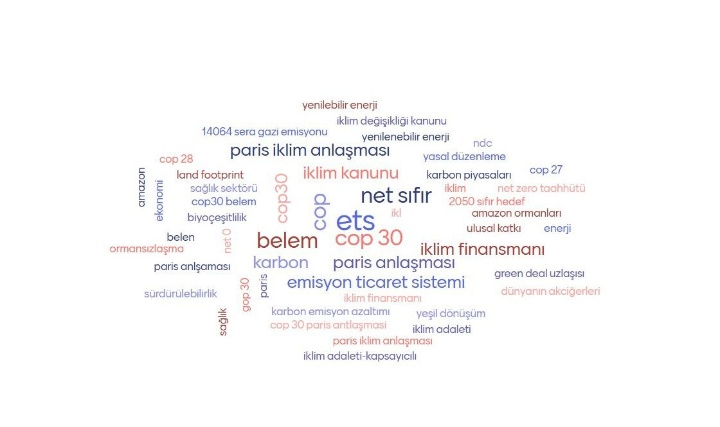 yenilebilir enerji
iklim değişikliği kanunu
14064 sera gazi emisyonu
yenilenebilir enerji
ndc
paris iklim anlaşması
yasal düzenleme
cop 28
iklim kanunu
cop 27
land footprint
karbon piyasaları
amazon
ekonomi
sağlık sektörü
cop30
iklim
net zero taahhütü
cop30 belem
cop
net sıfır
2050 sıfır hedef
biyoçeşitlilik
ets
ikl
amazon ormanları
ulusal katkı
enerji
belen
net 0
belem
cop 30
ormansızlaşma
iklim finansmanı
paris anlşaması
karbon
paris anlaşması
green deal uzlaşısı
paris
emisyon ticaret sistemi
sürdürülebilirlik
gop 30
iklim finansmanı
dünyanın akciğerleri
sağlık
karbon emisyon azaltımı
yeşil dönüşüm
cop 30 paris antlaşması
iklim adaleti
paris iklim anlaşması
iklim adaleti-kapsayıcılı